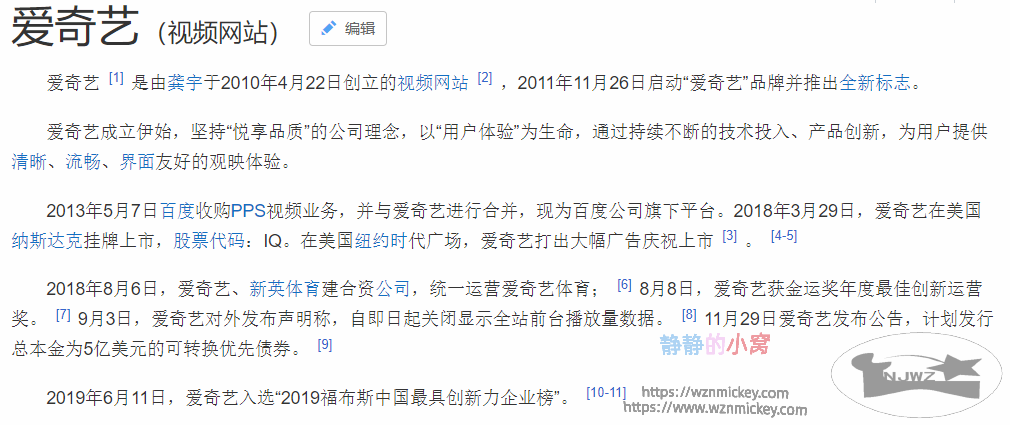 爱奇艺（视频网站） 编辑
爱奇艺 [1] 是由龚宇于2010年4月22日创立的视频网站 [2] ，2011年11月26日启动“爱奇艺”品牌并推出全新标志。
爱奇艺成立伊始，坚持“悦享品质”的公司理念，以“用户体验”为生命，通过持续不断的技术投入、产品创新，为用户提供
清晰、流畅、界面友好的观映体验。
2013年5月7日百度收购PPS视频业务，并与爱奇艺进行合并，现为百度公司旗下平台。2018年3月29日，爱奇艺在美国
纳斯达克挂牌上市，股票代码：IQ。在美国纽约时代广场，爱奇艺打出大幅广告庆祝上市 [3] 。 [4-5]
2018年8月6日，爱奇艺、新英体育建合资公司，统一运营爱奇艺体育； [6] 8月8日，爱奇艺获金运奖年度最佳创新运营
奖。 [7] 9月3日，爱奇艺对外发布声明称，自即日起关闭显示全站前台播放量数据。 [8] 11月29日爱奇艺发布公告，计划发行
总本金为5亿美元的可转换优先债券。 [9]
静静的小窝
NJWZ
2019年6月11日，爱奇艺入选“2019福布斯中国最具创新力企业榜”。 [10-11]
https://wznmickey.com
https://www.wznmickey.com